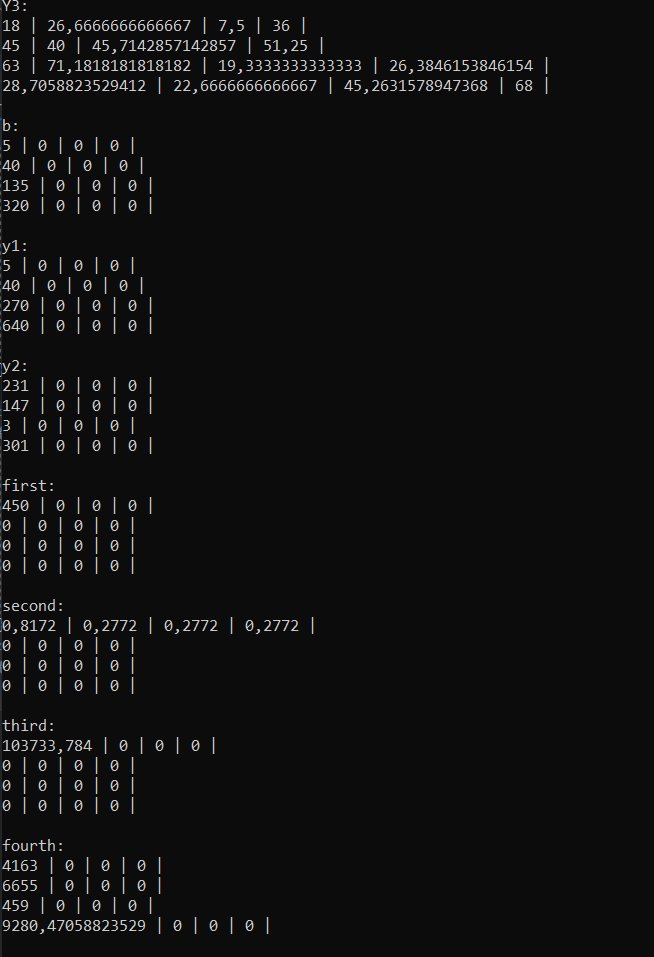 Y3:
18 | 26,6666666666667 | 7,5 | 36 |
45 | 40 | 45,7142857142857 | 51,25 |
63 | 71,1818181818182 | 19,3333333333333 | 26,3846153846154 |
28,7058823529412 | 22,6666666666667 | 45,2631578947368 | 68 |
b:
5 | 0 | 0 | 0 |
40 | 0 | 0 | 0 |
135 | 0 | 0 | 0 |
320 | 0 | 0 | 0 |
y1:
5 | 0 | 0 | 0 |
40 | 0 | 0 | 0 |
270 | 0 | 0 | 0 |
640 | 0 | 0 | 0 |
y2:
231 | 0 | 0 | 0 |
147 | 0 | 0 | 0 |
3 | 0 | 0 | 0 |
301 | 0 | 0 | 0 |
first:
450 | 0 | 0 | 0 |
0 | 0 | 0 | 0 |
0 | 0 | 0 | 0 |
0 | 0 | 0 | 0 |
second:
0,8172 | 0,2772 | 0,2772 | 0,2772 |
0 | 0 | 0 | 0 |
0 | 0 | 0 | 0 |
0 | 0 | 0 | 0 |
third:
103733,784 | 0 | 0 | 0 |
0 | 0 | 0 | 0 |
0 | 0 | 0 | 0 |
0 | 0 | 0 | 0 |
fourth:
4163 | 0 | 0 | 0 |
6655 | 0 | 0 | 0 |
459 | 0 | 0 | 0 |
9280,47058823529 | 0 | 0 | 0 |